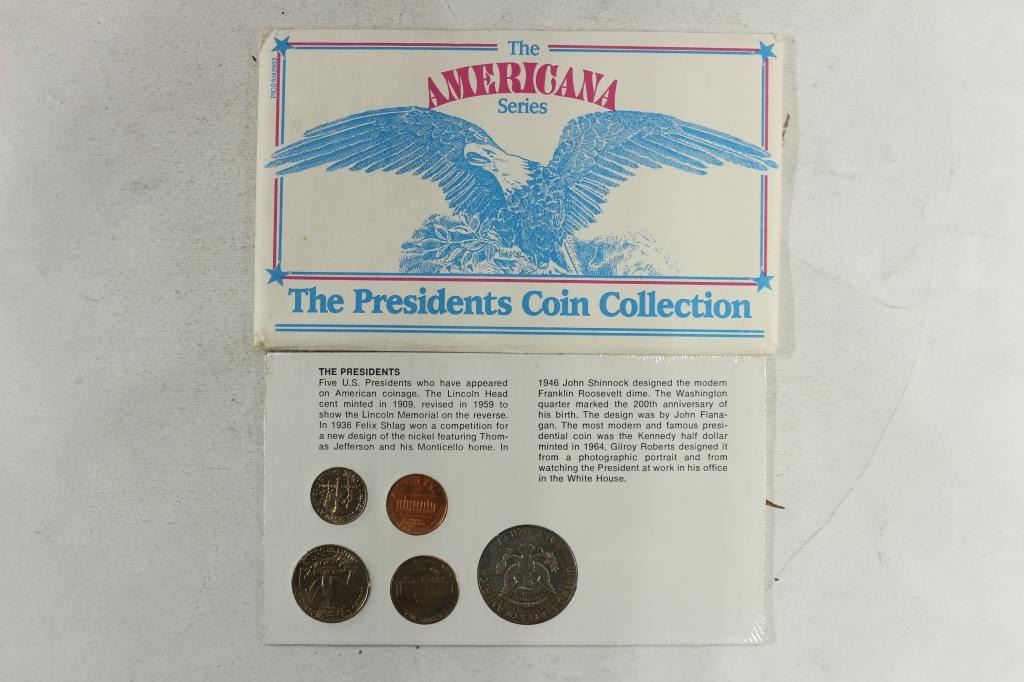 The
AMERICANA
Series
The Presidents Coin Collection
THE PRESIDENTS
Five U.S. Presidents who have appeared
on American coinage. The Lincoln Head
cent minted in 1909, revised in 1959 to
show the Lincoln Memorial on the reverse.
In 1936 Felix Shlag won a competition for
a new design of the nickel featuring Thom-
as Jefferson and his Monticello home. In
1946 John Shinnock designed the modern
Franklin Roosevelt dime. The Washington
quarter marked the 200th anniversary of
his birth. The design was by John Flana-
gan. The most modern and famous presi-
dential coin was the Kennedy half dollar
minted in 1964. Gilroy Roberts designed it
from a photographic portrait and from
watching the President at work in his office
in the White House.